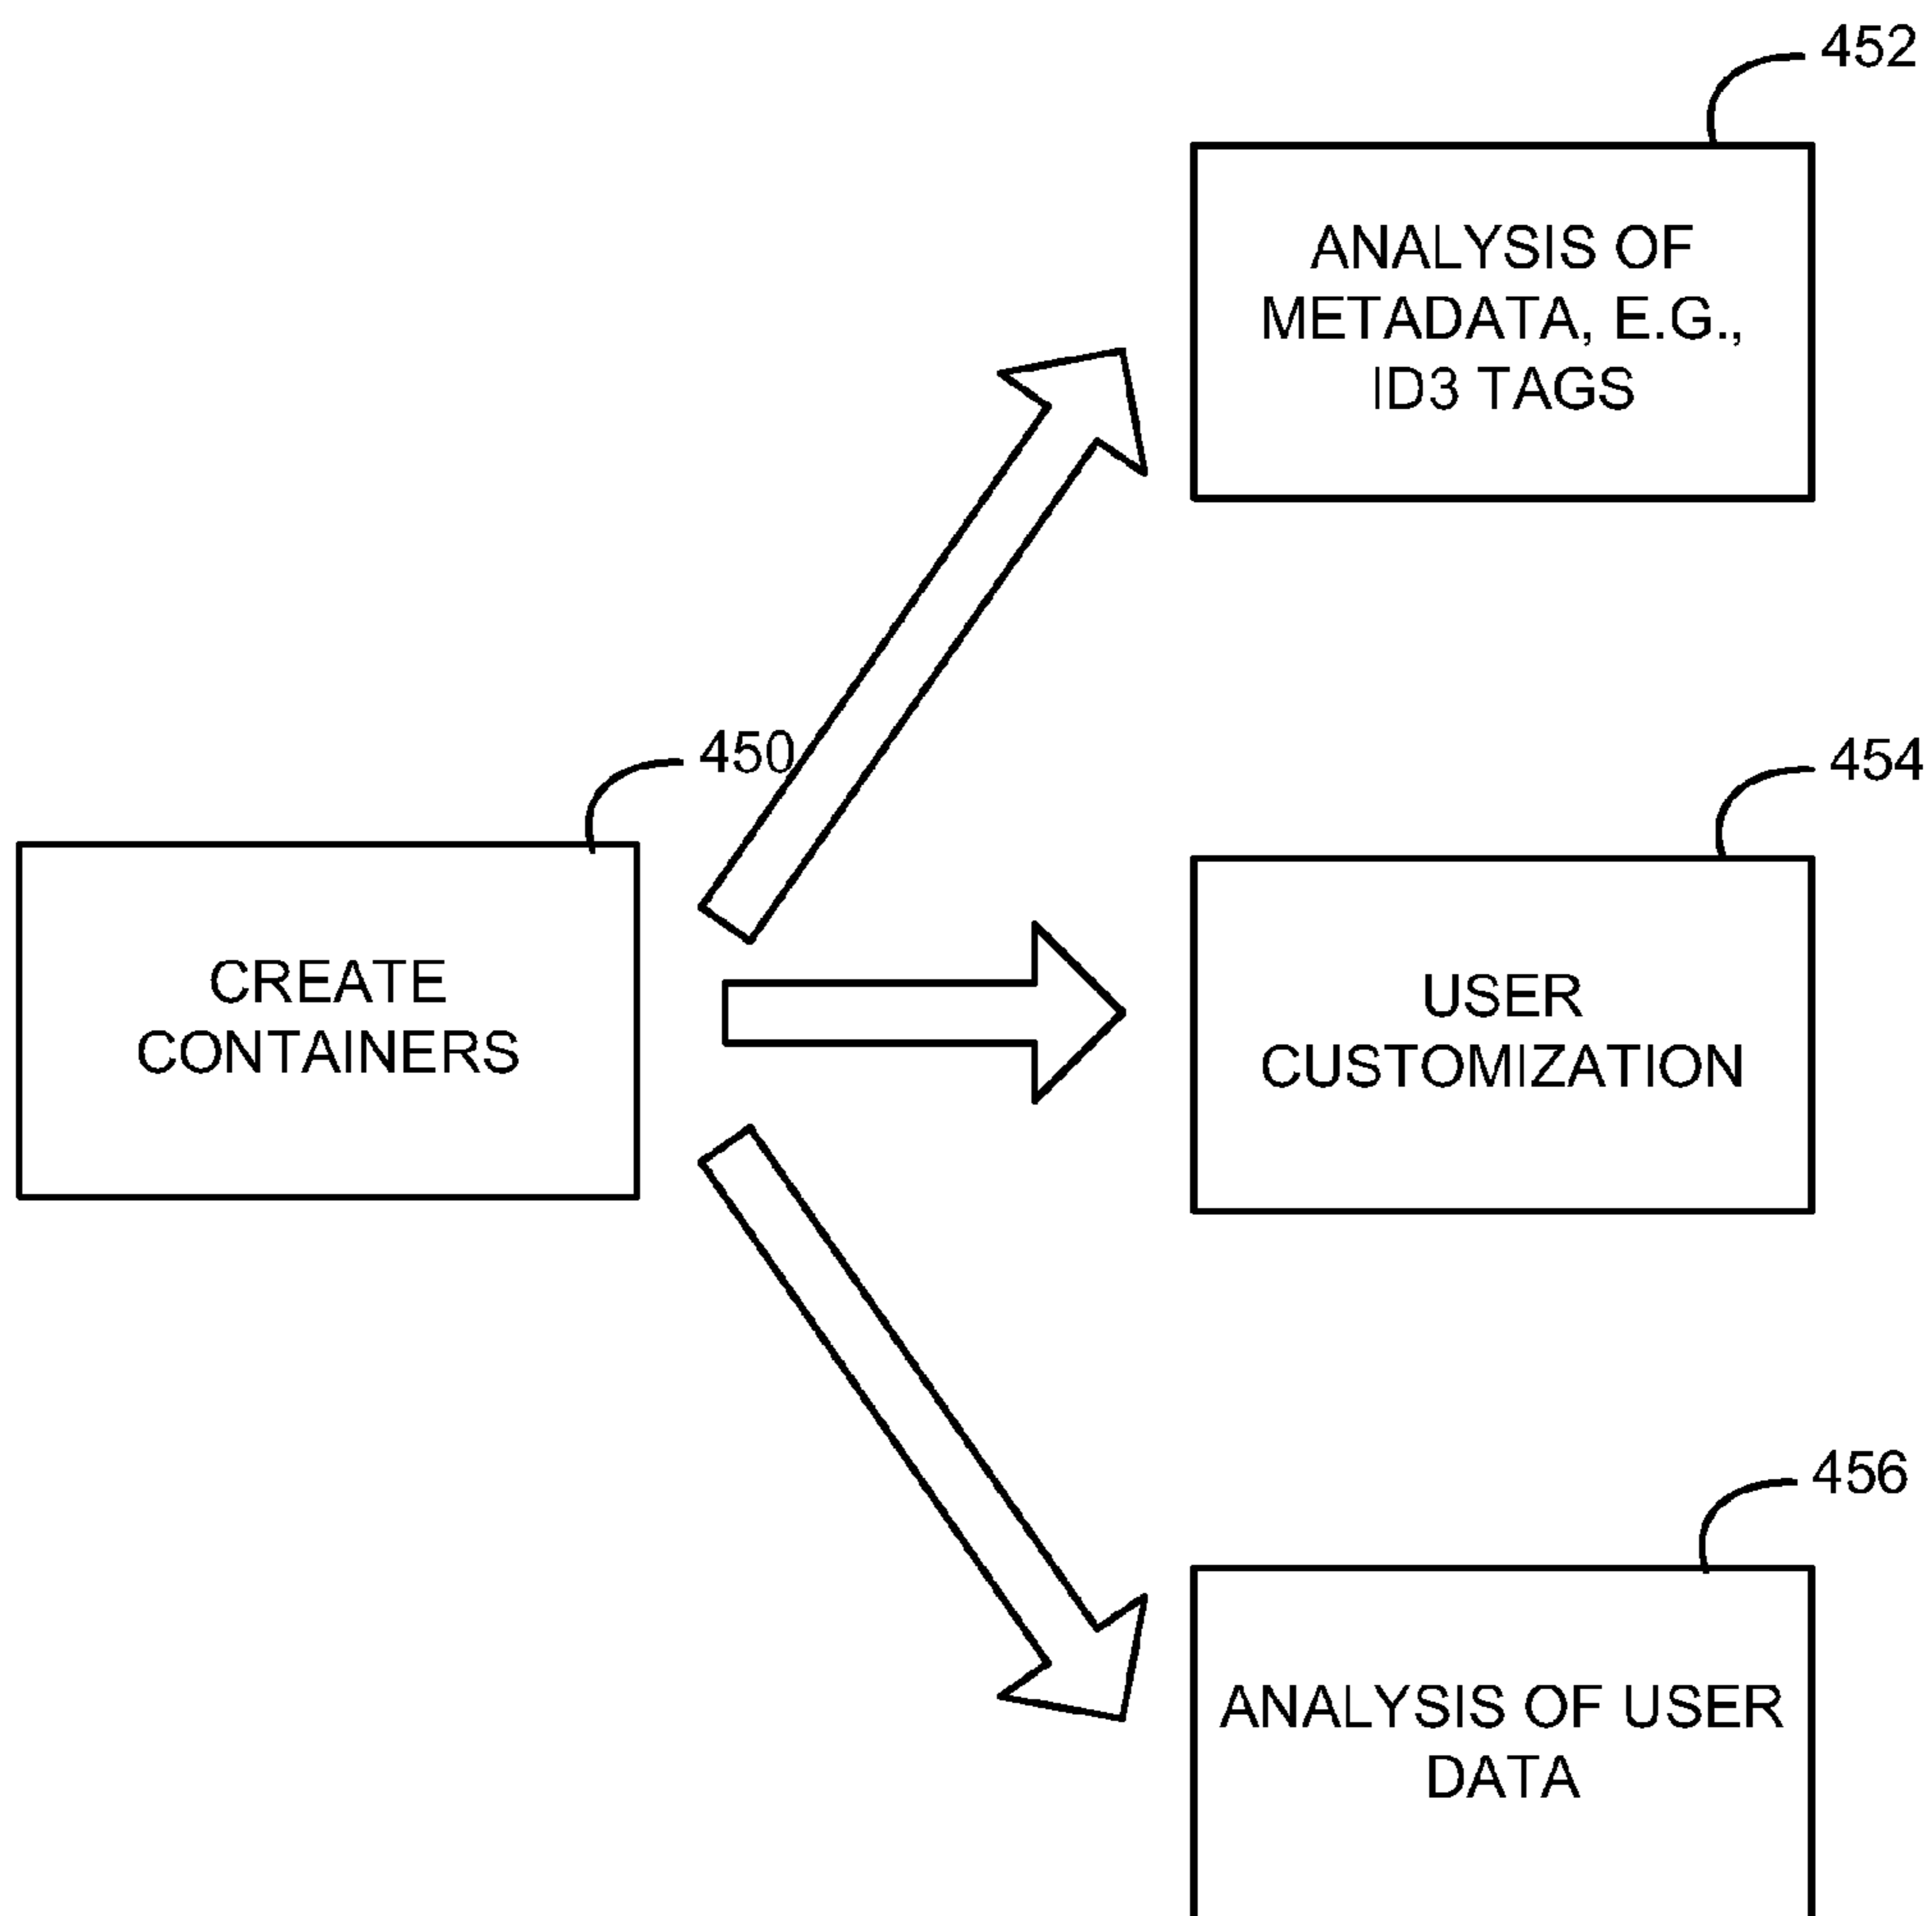 452
ANALYSIS OF
METADATA, E.G.,
ID3 TAGS
450
CREATE
CONTAINERS
454
USER
CUSTOMIZATION
456
ANALYSIS OF USER
DATA